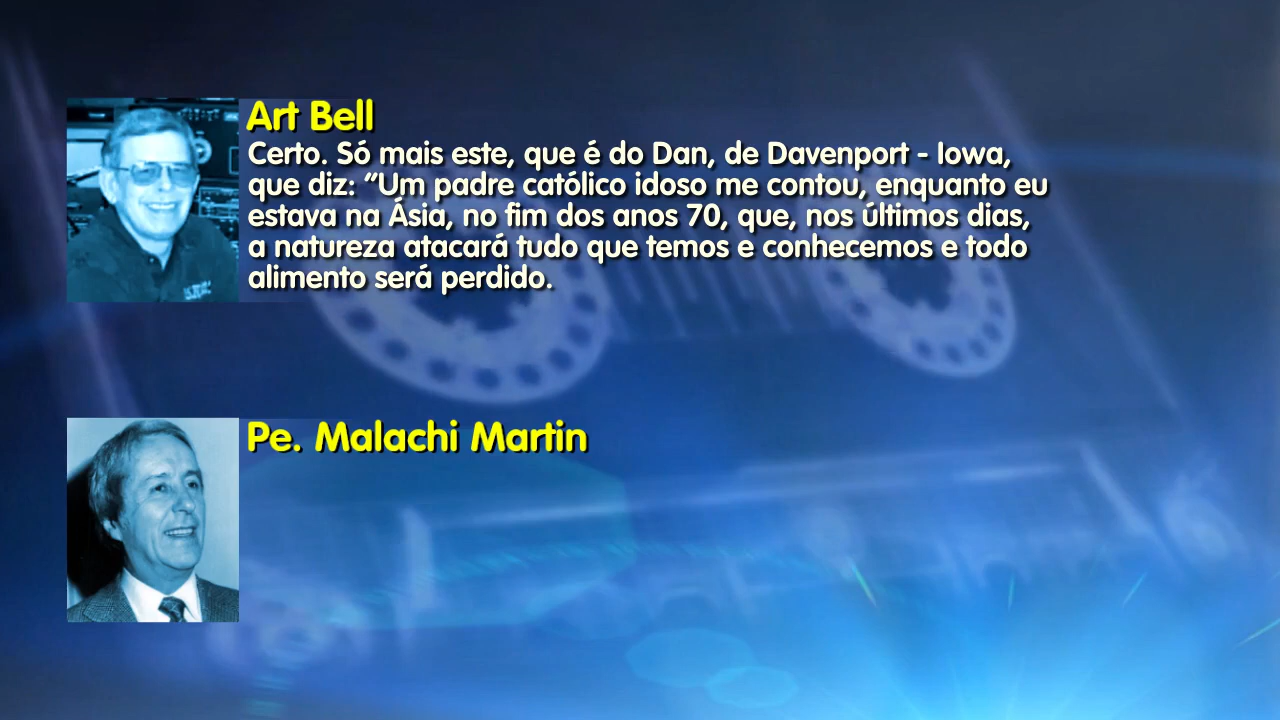 Art Bell
Certo. Só mais este, que é do Dan, de Davenport - Iowa,
que diz: “Um padre católico idoso me contou, enquanto eu
estava na Ásia, no fim dos anos 70, que, nos últimos dias,
a natureza atacará tudo que temos e conhecemos e todo
alimento será perdido.
Pe. Malachi Martin